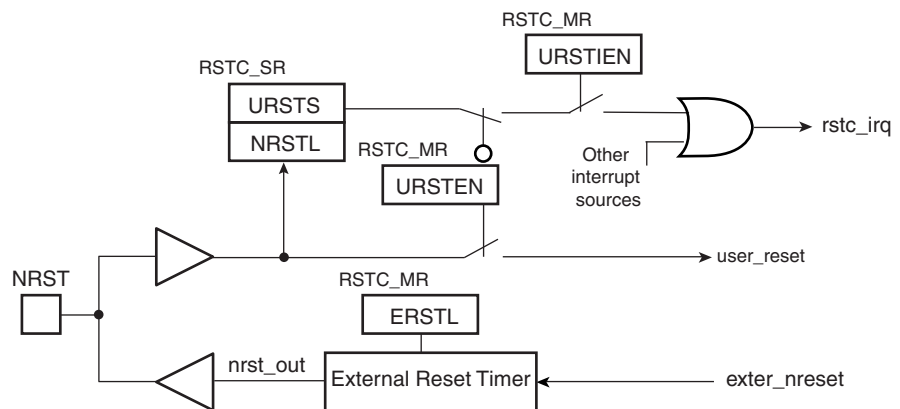 RSTC_MR
URSTIEN
RSTC_SR
URSTS
NRSTL
RSTC_MR
URSTEN
rstc_irq
Other
interrupt
sources
user_reset
NRST
RSTC_MR
ERSTL
nrst_out
External Reset Timer
exter_nreset